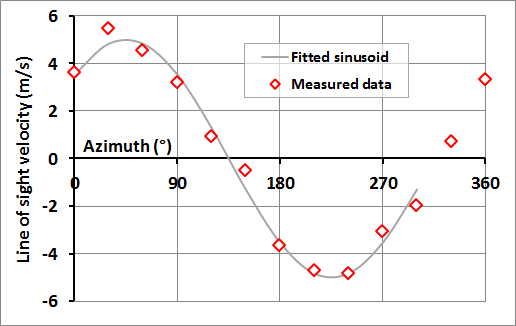 6
4
2
0
-2
-4
-6
Line of sight velocity (m/s)
Fitted sinusoid
Measured data
Azimuth (°)
0 90 180 270 360